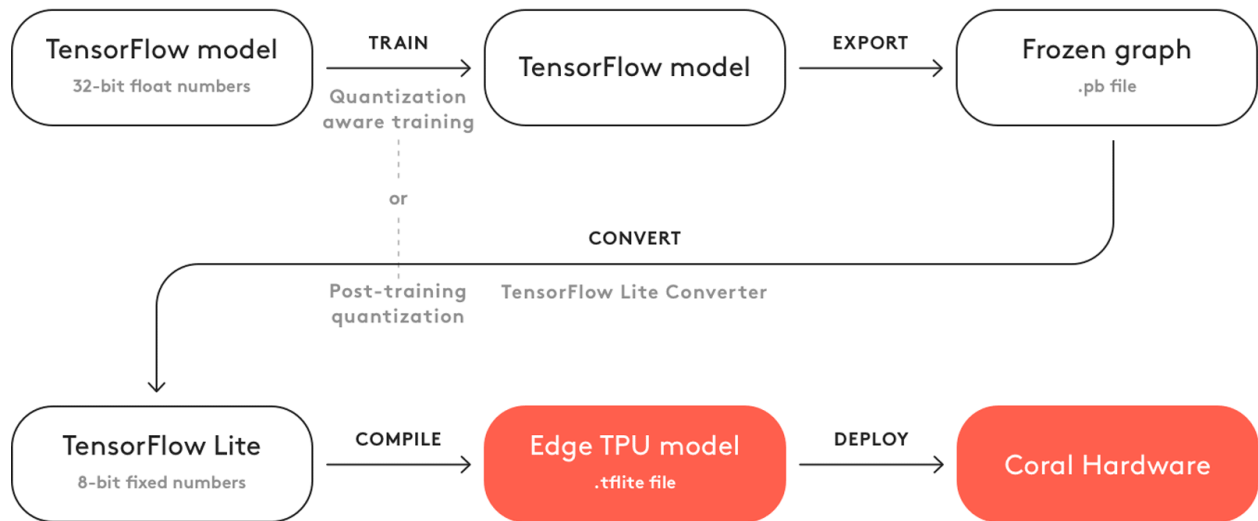 TensorFlow model
32-bit float numbers
TRAIN
Quantization
aware training
TensorFlow model
EXPORT
Frozen graph
.pb file
or
CONVERT
Post-training
quantization
TensorFlow Lite Converter
TensorFlow Lite
8-bit fixed numbers
COMPILE
Edge TPU model
.tflite file
DEPLOY
Coral Hardware